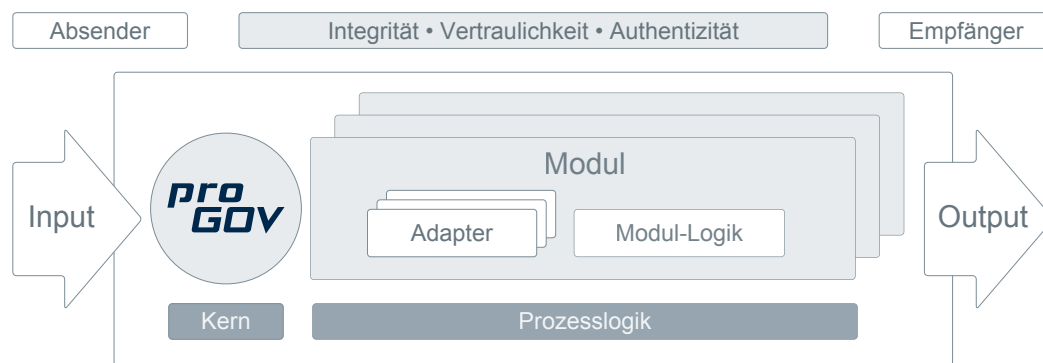 Absender
Integrität • Vertraulichkeit • Authentizität
Empfänger
Input
pro
GOV
Modul
Adapter
Modul-Logik
Output
Kern
Prozesslogik